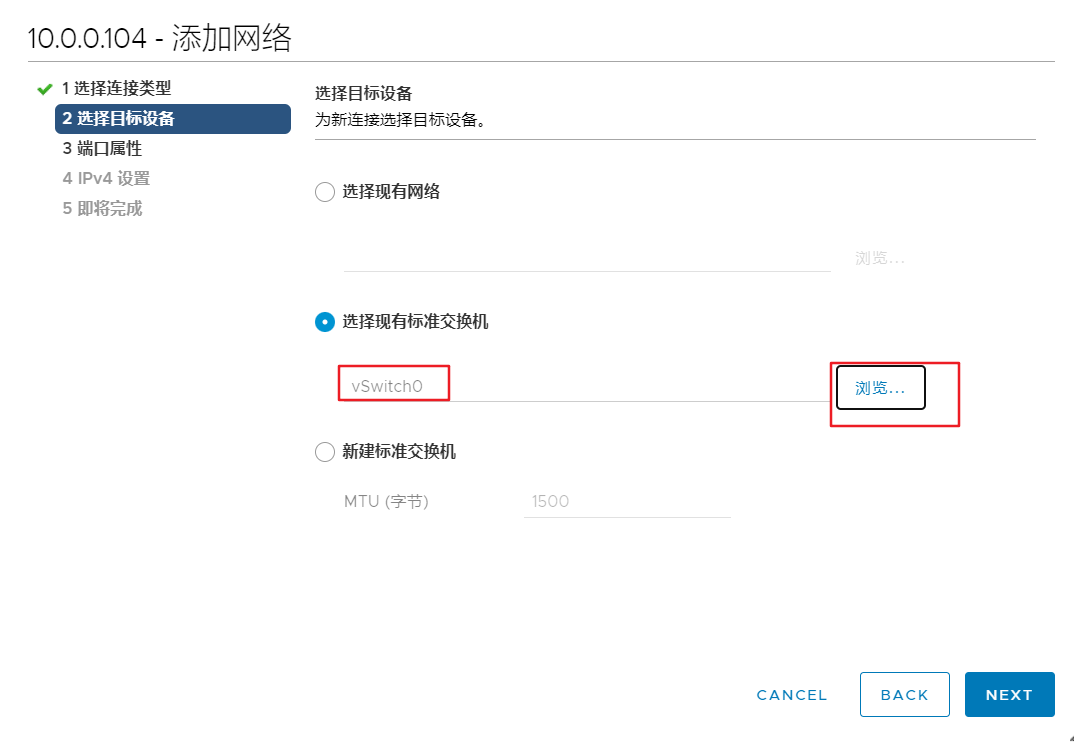 10.0.0.104 - 添加网络
1 选择连接类型
2 选择目标设备
3 端口属性
4 IPv4 设置
5 即将完成
选择目标设备
为新连接选择目标设备。
选择现有网络
浏览...
选择现有标准交换机
vSwitch0
浏览...
新建标准交换机
MTU (字节)
1500
CANCEL
BACK
NEXT